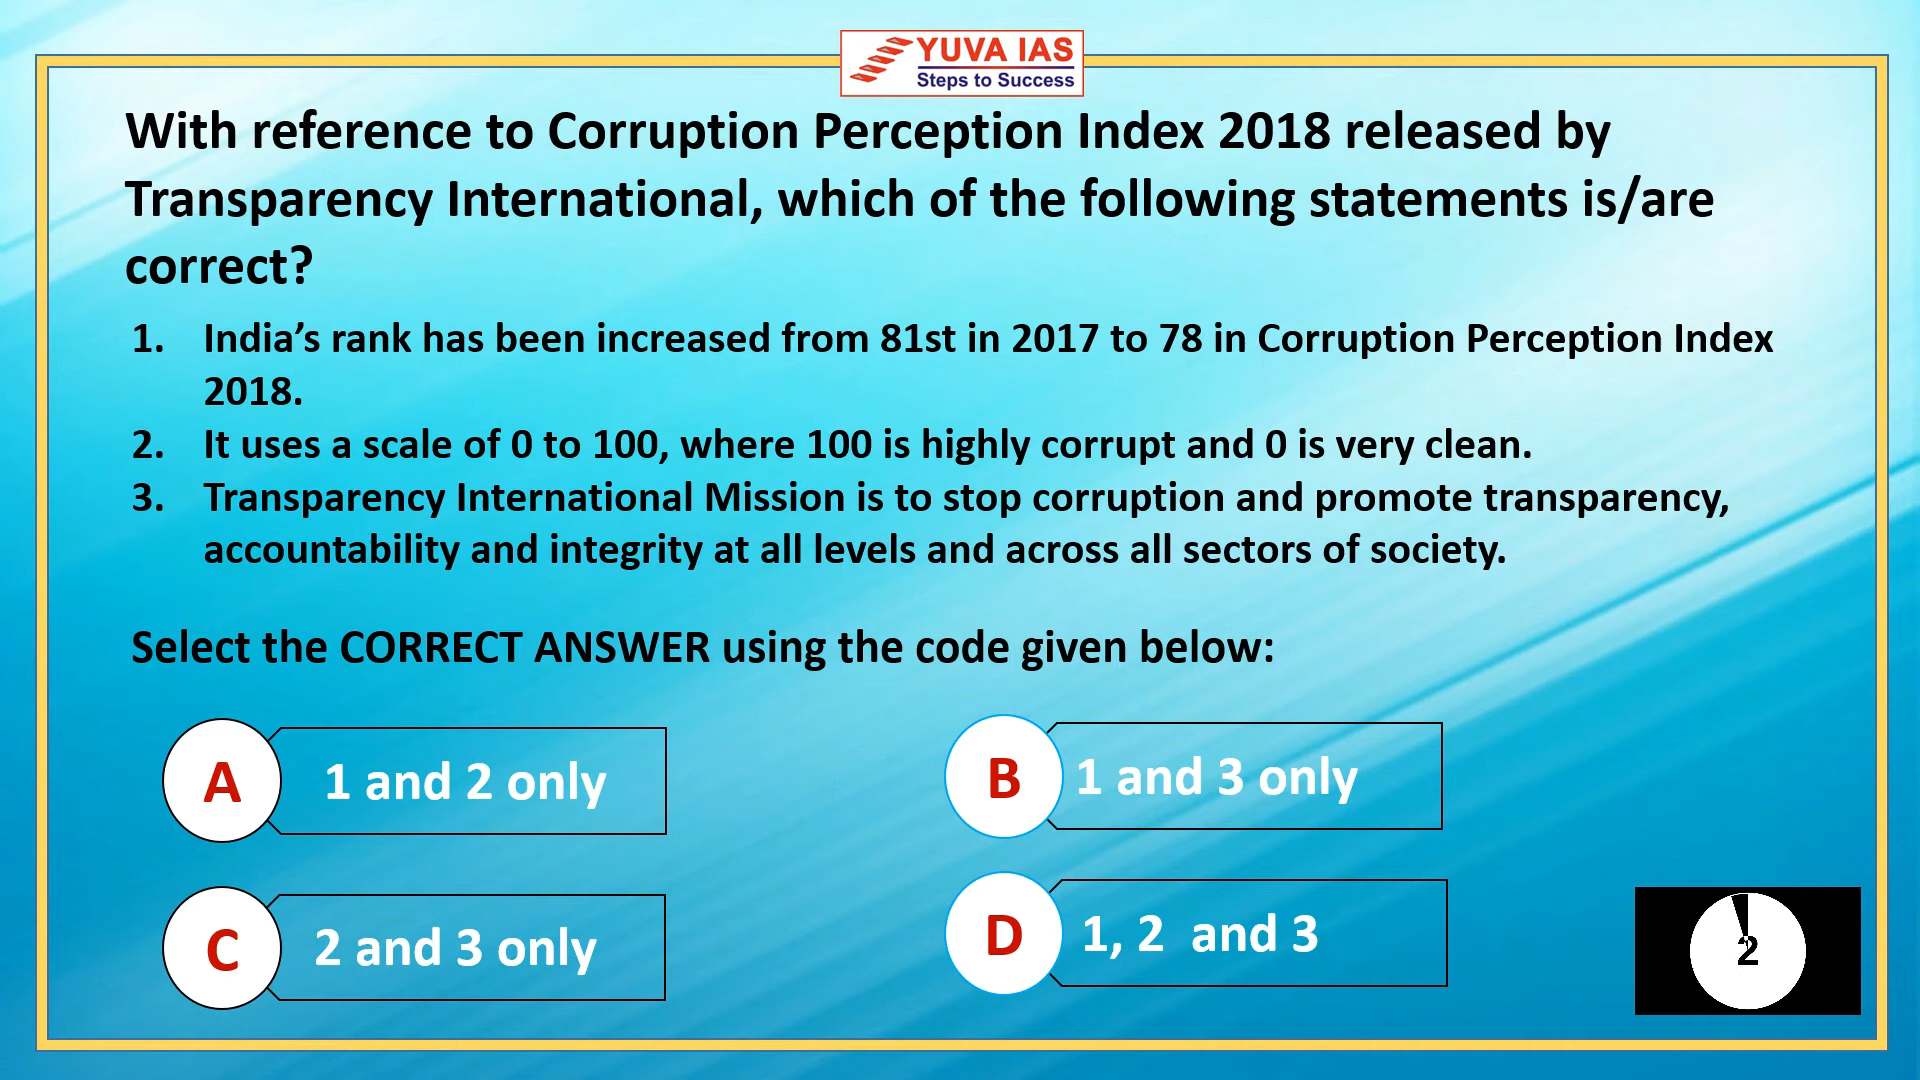 YUVA IAS
Steps to Success
With reference to Corruption Perception Index 2018 released by
Transparency International, which of the following statements is/are
correct?
1. India’s rank has been increased from 81st in 2017 to 78 in Corruption Perception Index
2018.
2. It uses a scale of 0 to 100, where 100 is highly corrupt and 0 is very clean.
3. Transparency International Mission is to stop corruption and promote transparency,
accountability and integrity at all levels and across all sectors of society.
Select the CORRECT ANSWER using the code given below:
A 1 and 2 only
B 1 and 3 only
C 2 and 3 only
D 1, 2 and 3
2